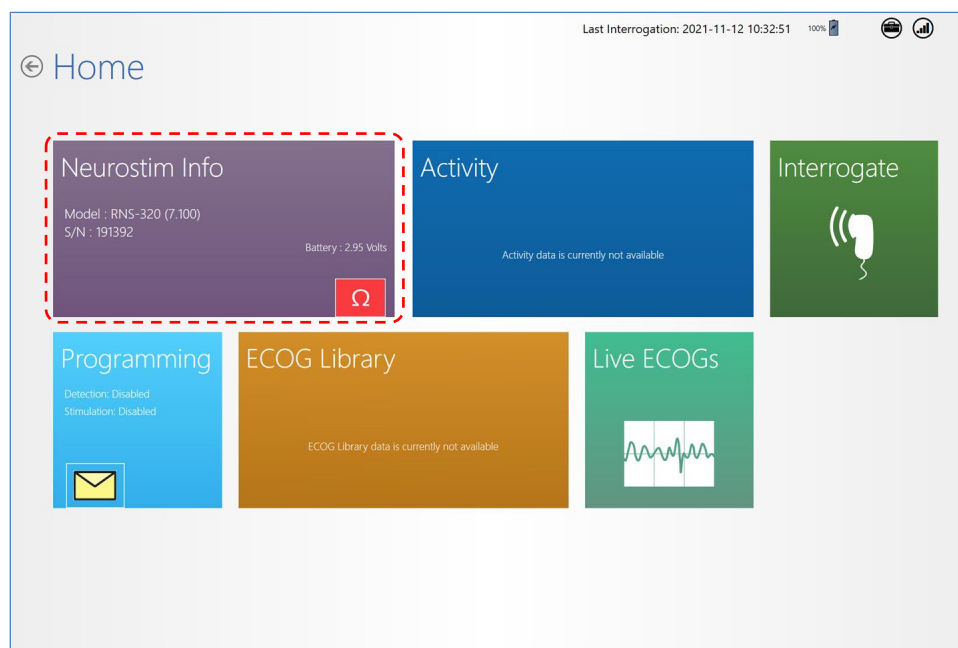 Last Interrogation: 2021-11-12 10:32:51 100%
Home
Neurostim Info
Model : RNS-320 (7.100)
S/N : 191392
Battery : 2.95 Volts
Ω
Activity
Activity data is currently not available
Interrogate
Programming
Detection: Disabled
Stimulation: Disabled
ECOG Library
ECOG Library data is currently not available
Live ECOGs